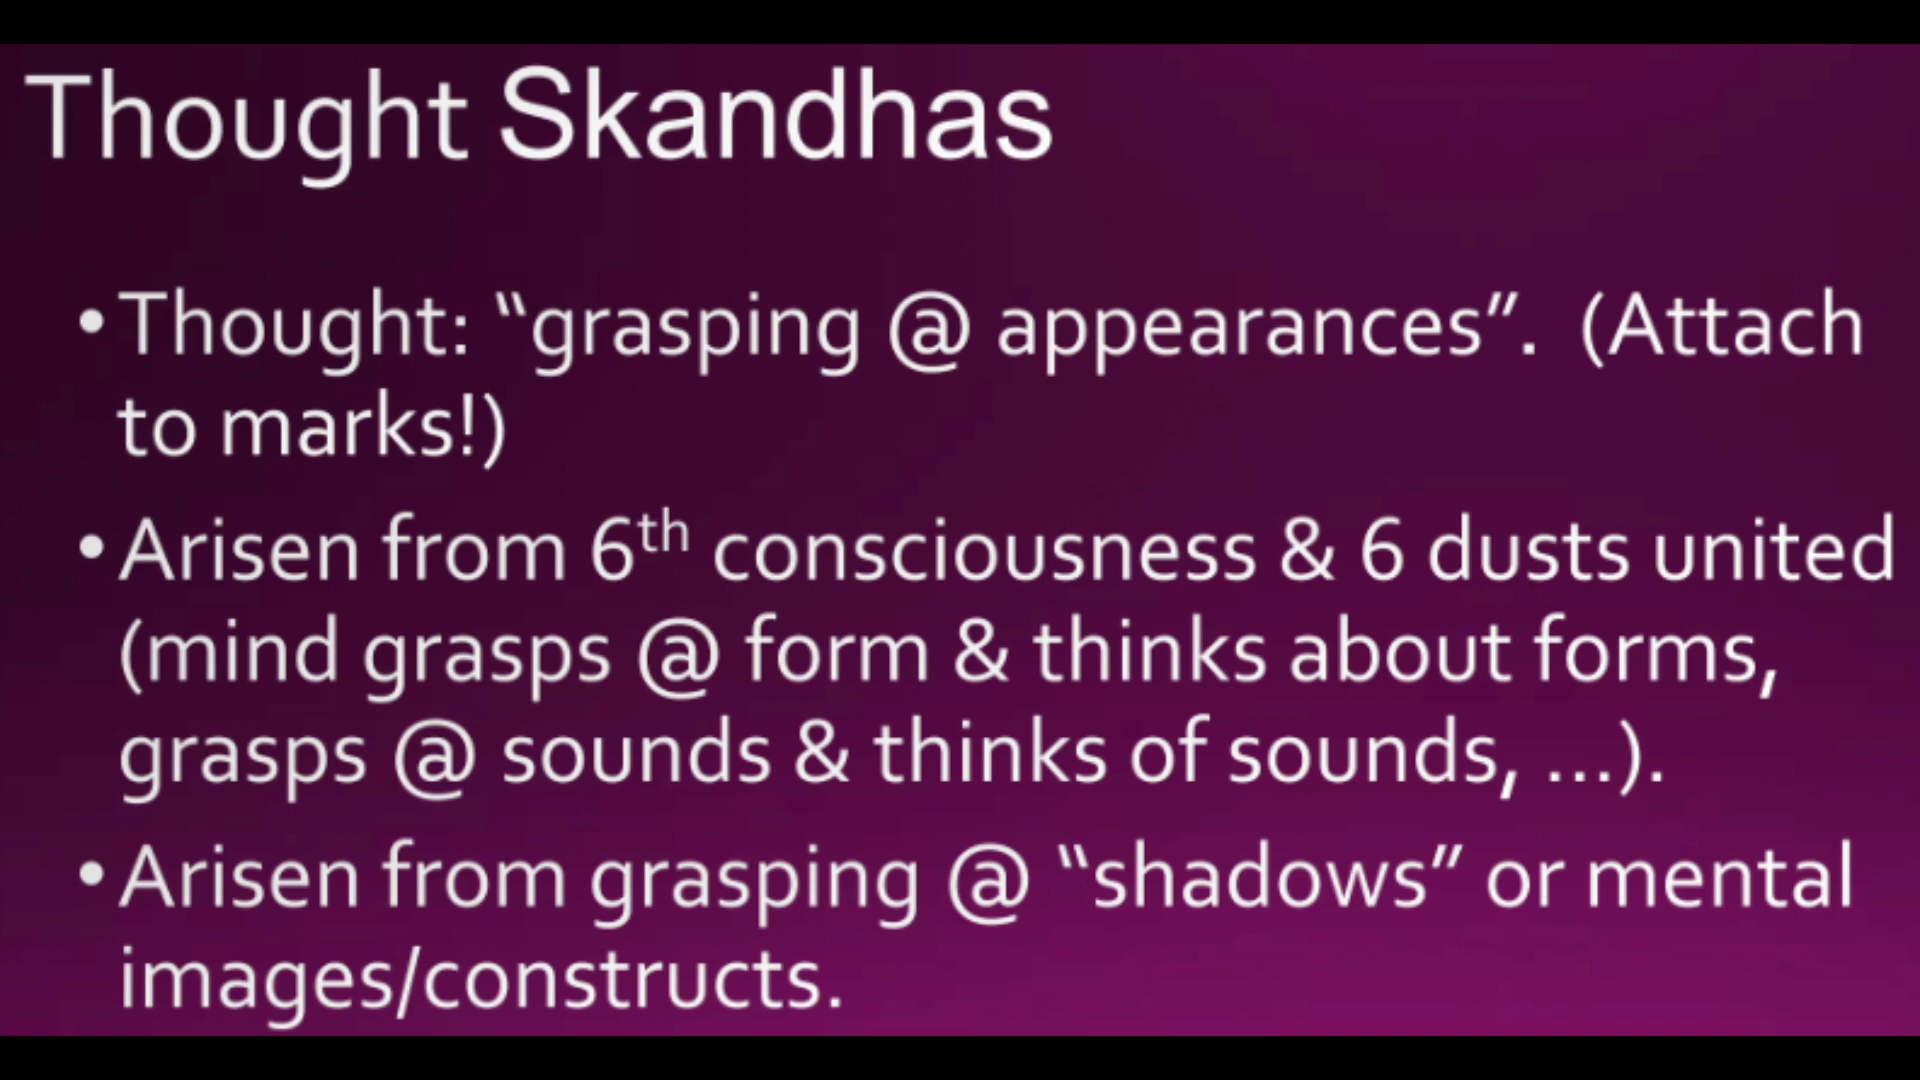 Thought Skandhas
•Thought: “grasping @ appearances”.  (Attach
to marks!)
•Arisen from 6th consciousness & 6 dusts united
(mind grasps @ form & thinks about forms,
grasps @ sounds & thinks of sounds, ...).
•Arisen from grasping @ “shadows” or mental
images/constructs.